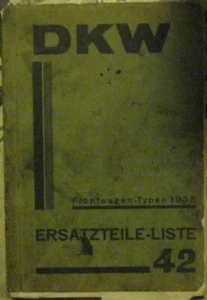 DKW
Frontwagen-Typen
ERSATZTEILE-LISTE
42